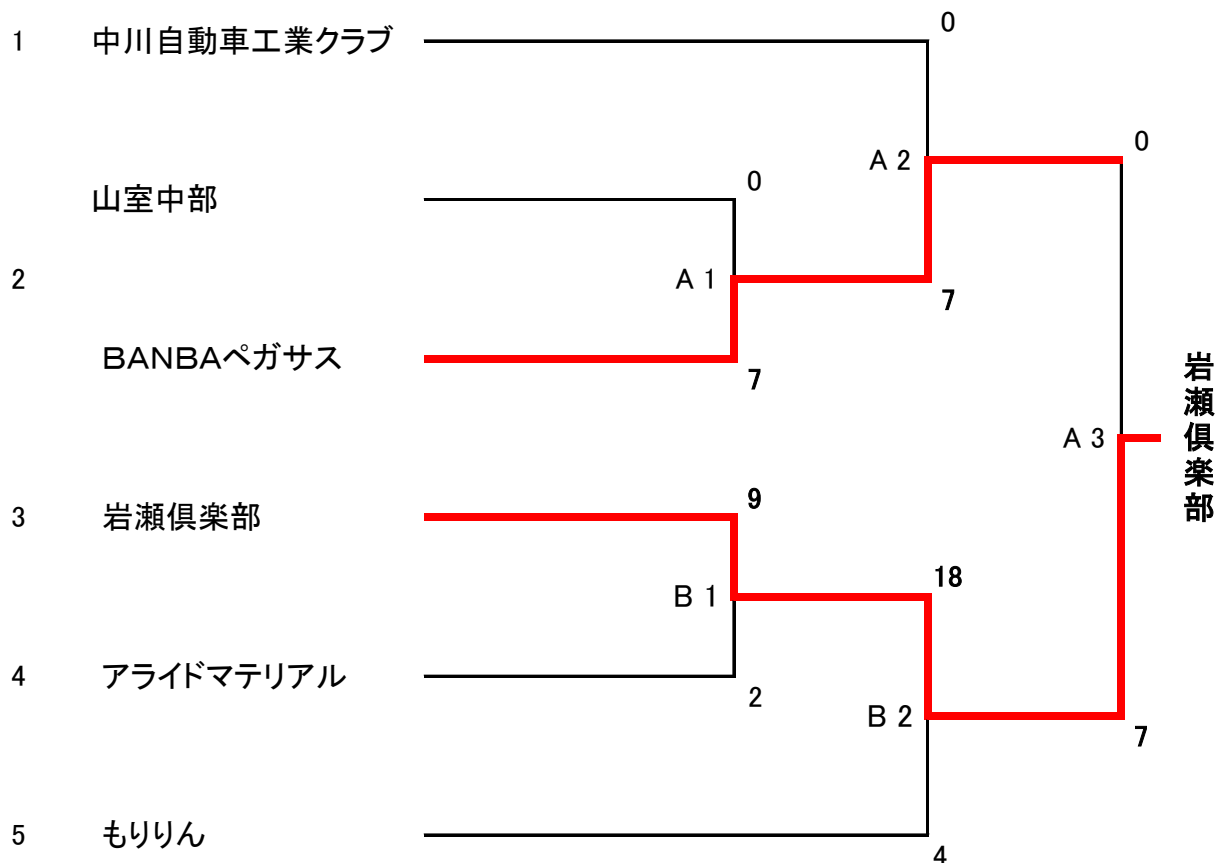 0
1 中川自動車工業クラブ
0
A 2
0
山室中部
2
A 1
7
BANBAペガサス
7
岩瀬倶楽部
A 3
9
3 岩瀬倶楽部
18
B 1
4 アライドマテリアル
2
B 2
7
5 もりりん
4